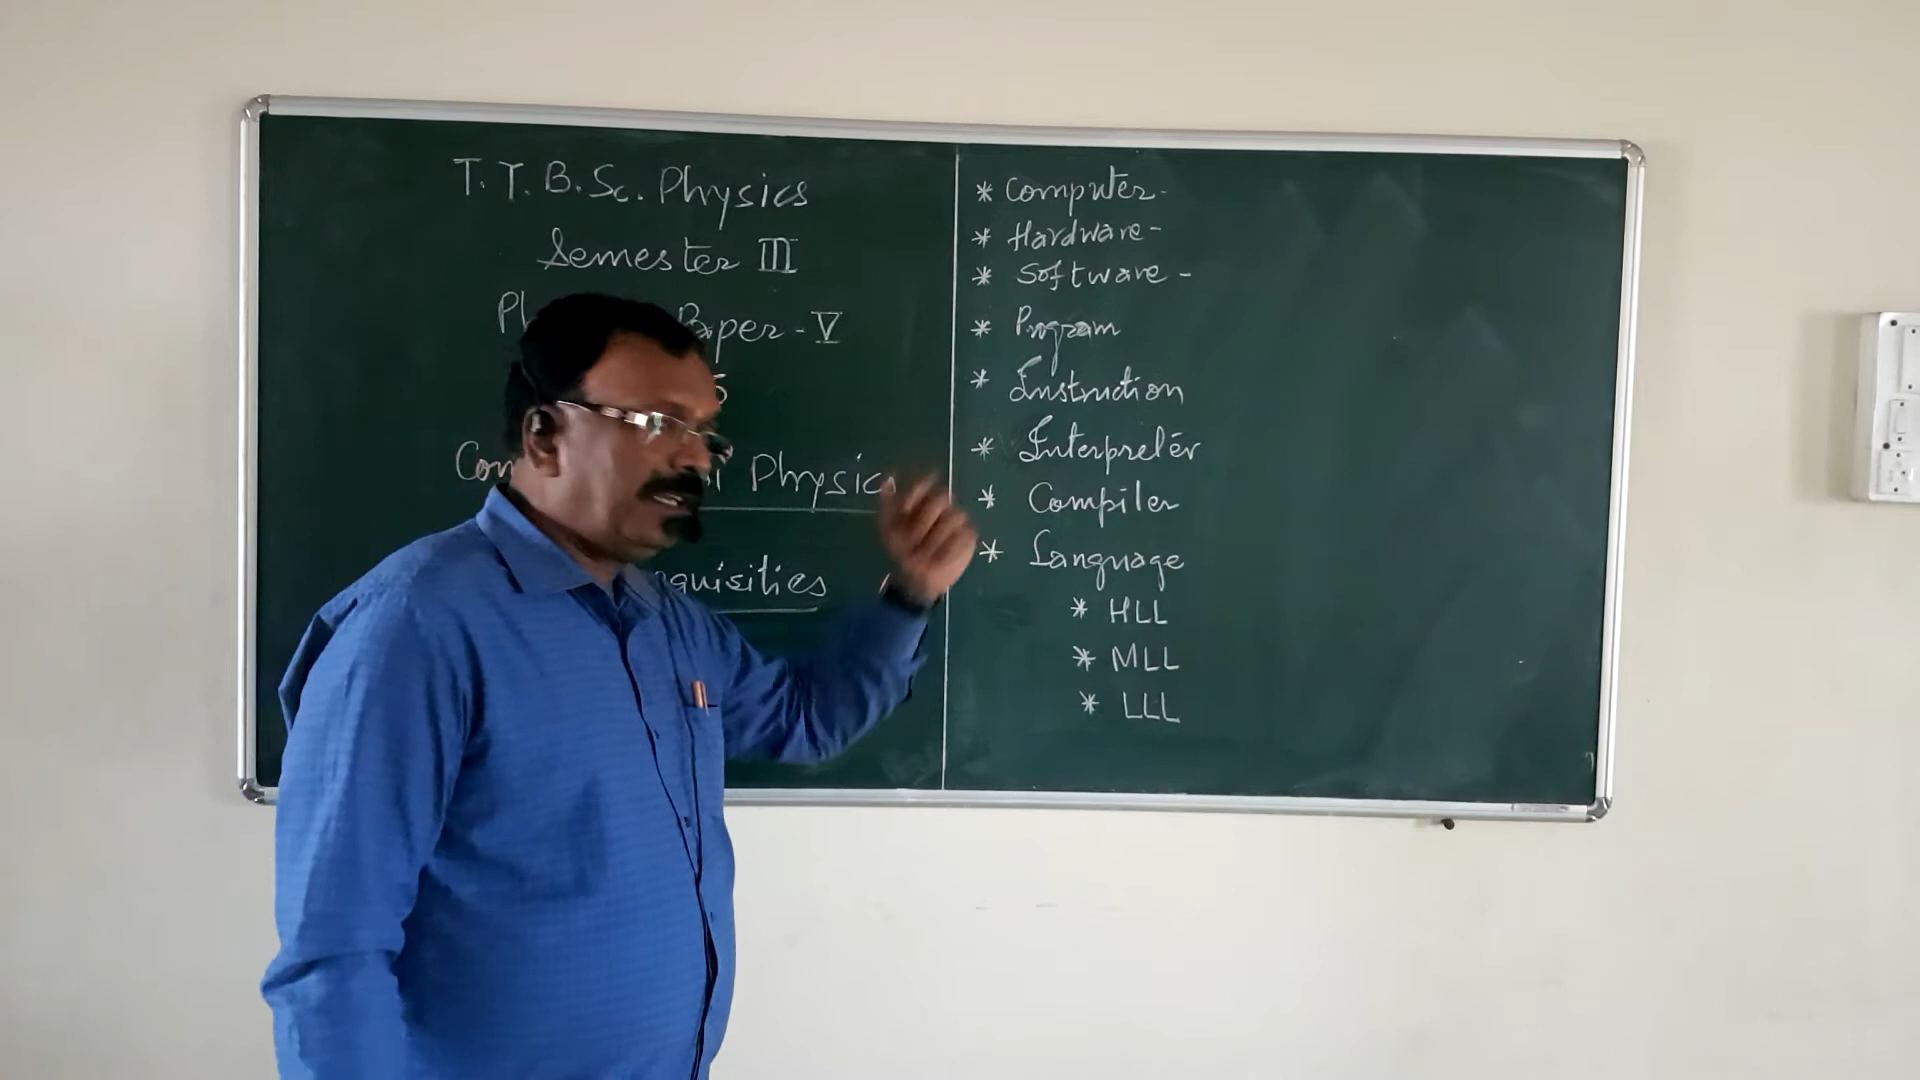 T.Y.B.Sc. Physics
Semester III
Paper - V
Physics
* Computer -
* Hardware -
* Software -
* Program
* Instruction
* Interpreter
* Compiler
* Language
* HLL
* MLL
* LLL